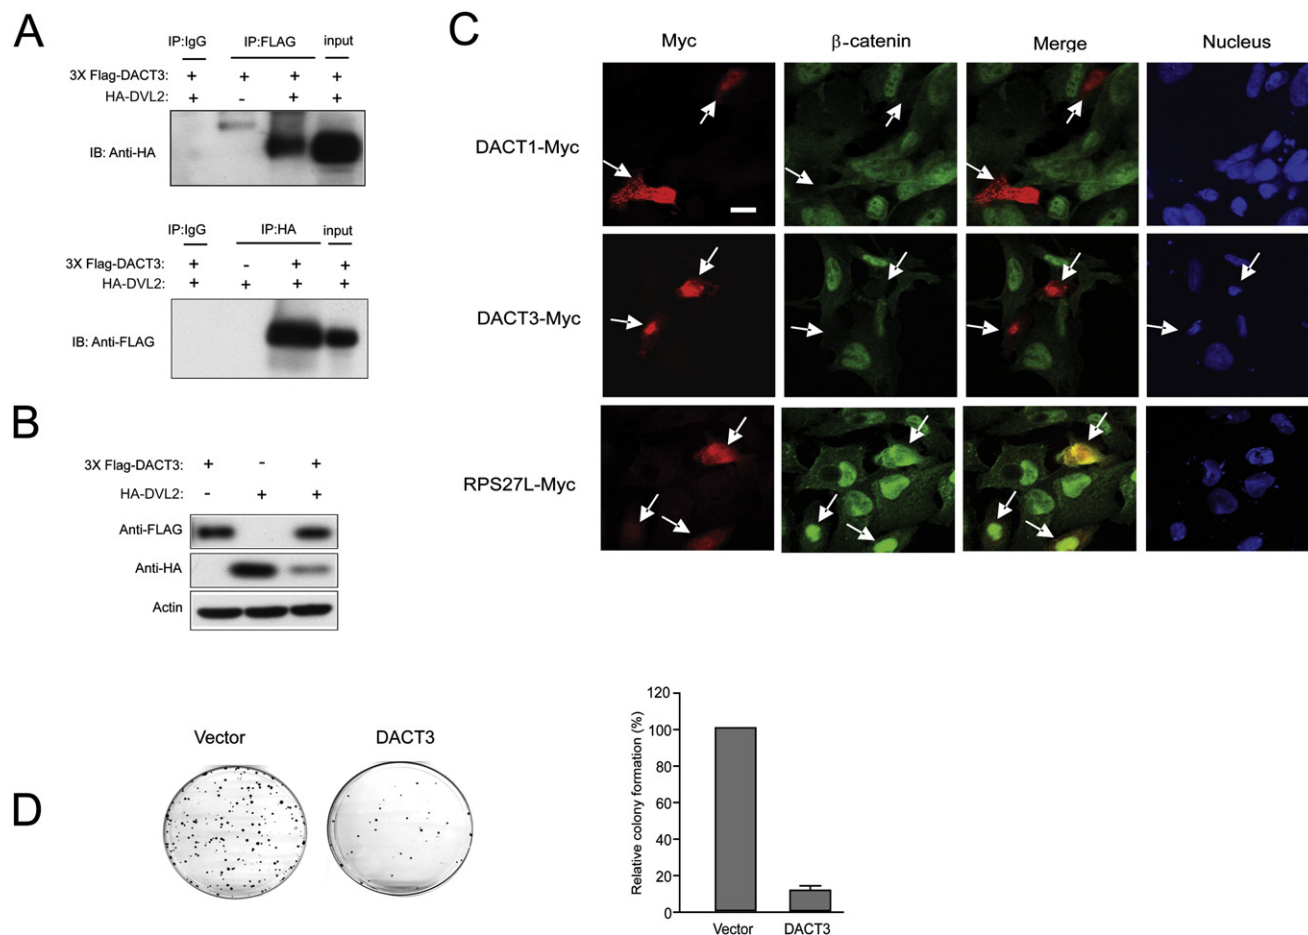 A
IP:IgG IP:FLAG input
3X Flag-DACT3: + + + +
HA-DVL2: + - + +
IB: Anti-HA
IP:IgG IP:HA input
3X Flag-DACT3: + - + +
HA-DVL2: + + + +
IB: Anti-FLAG
B
3X Flag-DACT3: + - +
HA-DVL2: - + +
Anti-FLAG
Anti-HA
Actin
C
Myc β-catenin Merge Nucleus
DACT1-Myc
DACT3-Myc
RPS27L-Myc
D
Vector DACT3
Relative colony formation (%)
120
100
80
60
40
20
0
Vector DACT3